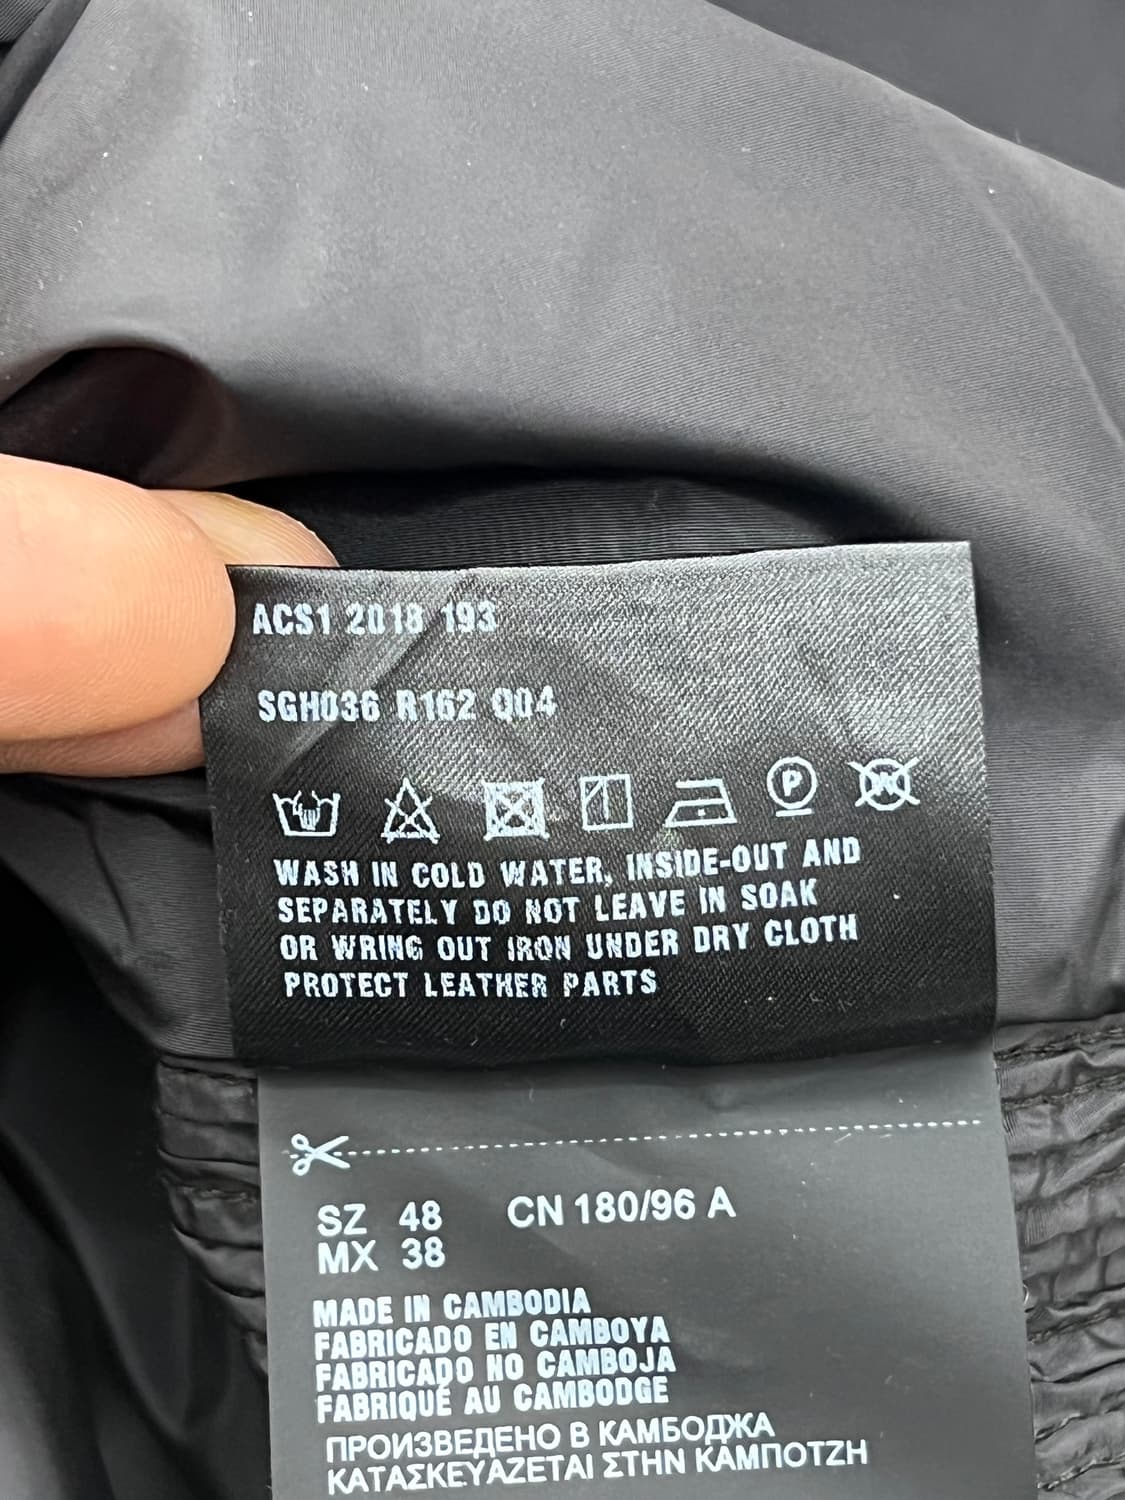 ACS1 2018 193
SGH036 R162 Q04
P
W
WASH IN COLD WATER, INSIDE-OUT AND
SEPARATELY DO NOT LEAVE IN SOAK
OR WRING OUT IRON UNDER DRY CLOTH
PROTECT LEATHER PARTS
SZ 48 CN 180/96 A
MX 38
MADE IN CAMBODIA
FABRICADO EN CAMBOYA
FABRICADO NO CAMBOJA
FABRIQUÉ AU CAMBODGE
ПРОИЗВЕДЕНО В КАМБОДЖА
ΚΑΤΑΣΚΕΥΑΖΕΤΑΙ ΣΤΗΝ ΚΑΜΠΟΤΖΗ